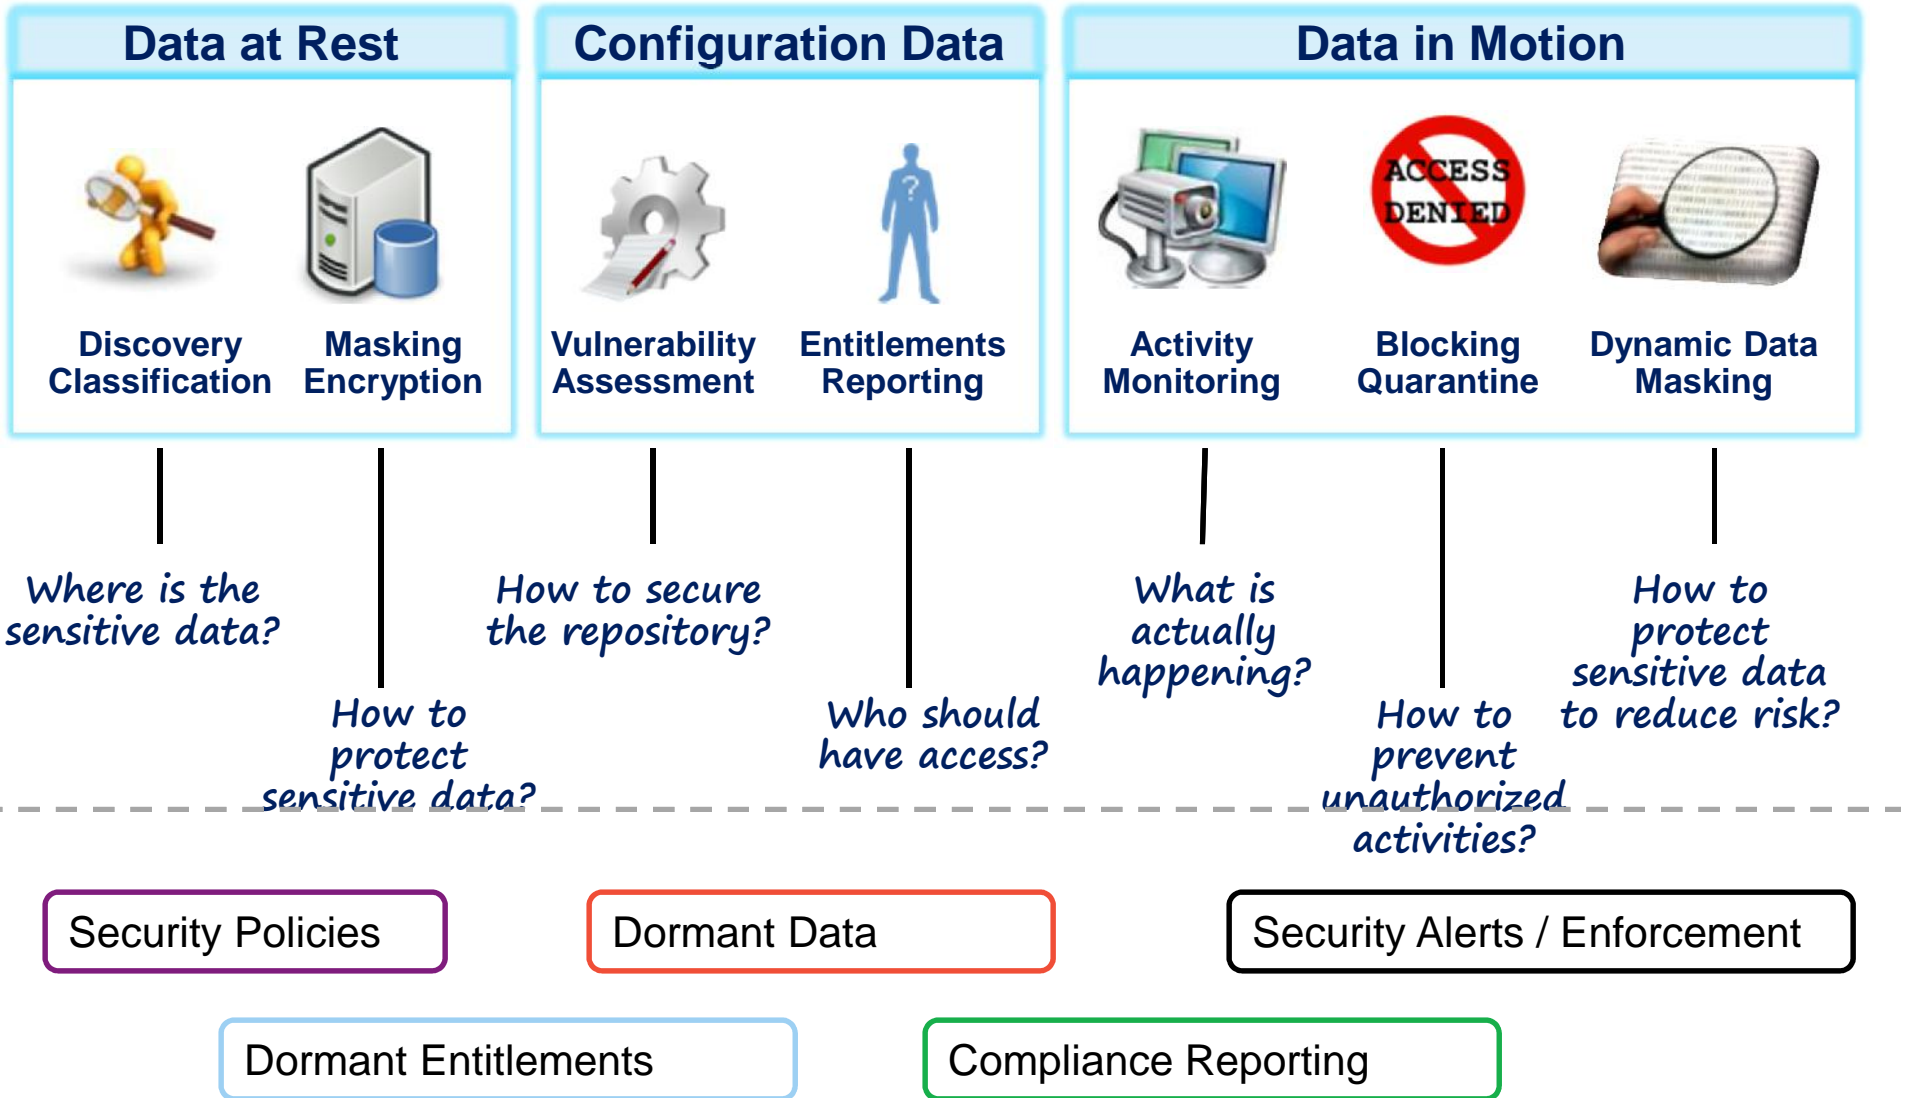 Data at Rest
Configuration Data
Data in Motion
ACCESS
DENIED
?
Discovery
Classification
Masking
Encryption
Vulnerability
Assessment
Entitlements
Reporting
Activity
Monitoring
Blocking
Quarantine
Dynamic Data
Masking
Where is the
sensitive data?
How to
protect
sensitive data?
How to secure
the repository?
Who should
have access?
What is
actually
happening?
How to
prevent
unauthorized
activities?
How to
protect
sensitive data
to reduce risk?
Security Policies
Dormant Data
Security Alerts / Enforcement
Dormant Entitlements
Compliance Reporting